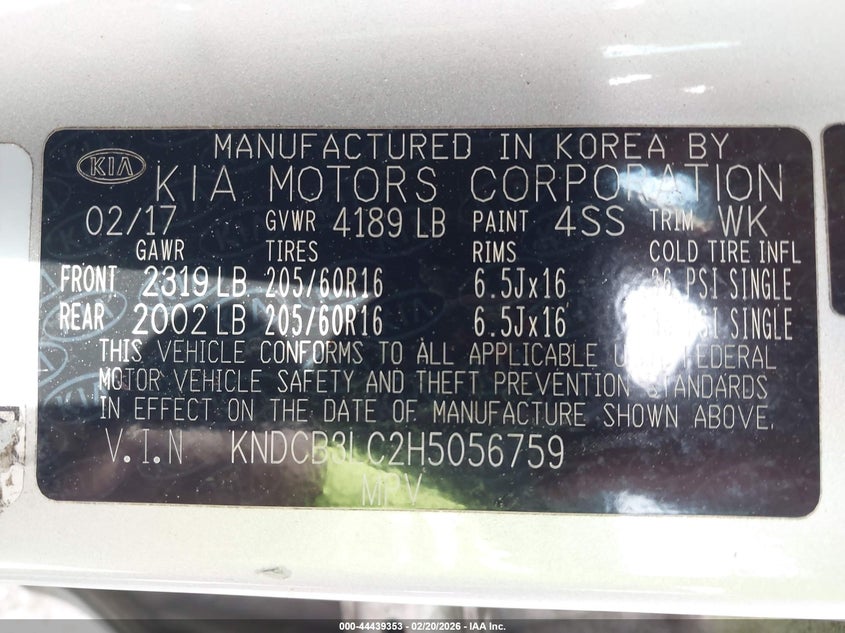 KIA
MANUFACTURED IN KOREA BY
KIA MOTORS CORPORATION
02/17 GVWR 4189 LB PAINT 4SS TRIM WK
GAWR TIRES RIMS COLD TIRE INFL
FRONT 2319 LB 205/60R16 6.5Jx16 PSI SINGLE
REAR 2002 LB 205/60R16 6.5Jx16 SINGLE
THIS VEHICLE CONFORMS TO ALL APPLICABLE FEDERAL
MOTOR VEHICLE SAFETY AND THEFT PREVENTION STANDARDS
IN EFFECT ON THE DATE OF MANUFACTURE SHOWN ABOVE.
V.I.N KNDCB3LC2H5056759
MPV
000-44439353 - 02/20/2026 - IAA Inc.